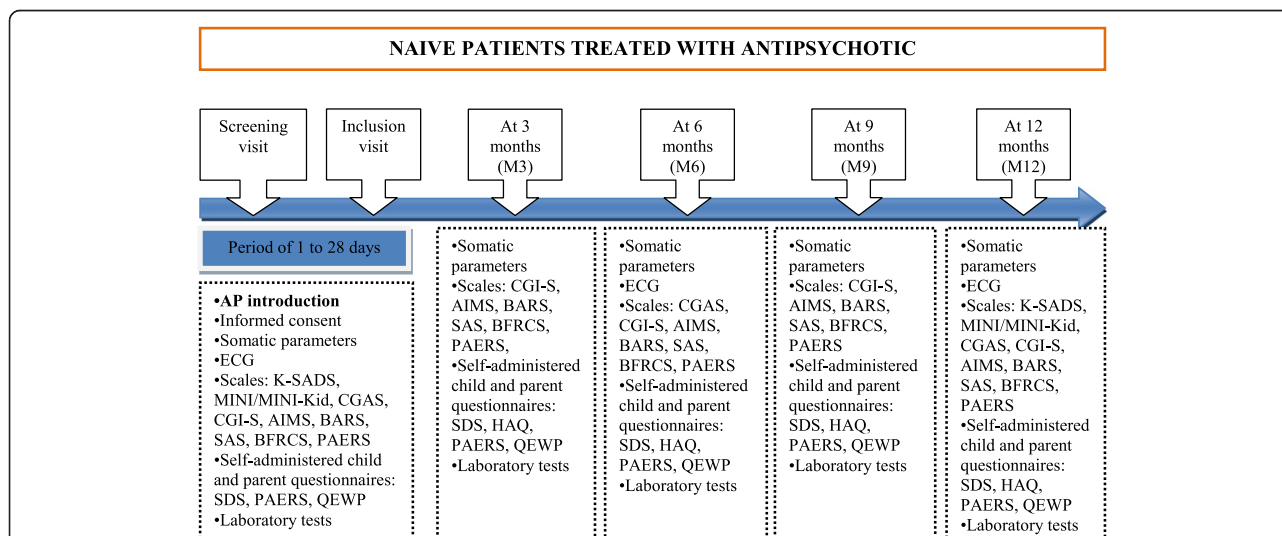 NAIVE PATIENTS TREATED WITH ANTIPSYCHOTIC
Screening
visit
Inclusion
visit
At 3
months
(M3)
At 6
months
(M6)
At 9
months
(M9)
At 12
months
(M12)
Period of 1 to 28 days
•AP introduction
•Informed consent
•Somatic parameters
•ECG
•Scales: K-SADS,
MINI/MINI-Kid, CGAS,
CGI-S, AIMS, BARS,
SAS, BFRCS, PAERS
•Self-administered child
and parent questionnaires:
SDS, PAERS, QEWP
•Laboratory tests
•Somatic
parameters
•Scales: CGI-S,
AIMS, BARS,
SAS, BFRCS,
PAERS,
•Self-administered
child and parent
questionnaires:
SDS, HAQ,
PAERS, QEWP
•Laboratory tests
•Somatic
parameters
•ECG
•Scales: CGAS,
CGI-S, AIMS,
BARS, SAS,
BFRCS, PAERS
•Self-administered
child and parent
questionnaires:
SDS, HAQ,
PAERS, QEWP
•Laboratory tests
•Somatic
parameters
•Scales: CGI-S,
AIMS, BARS,
SAS, BFRCS,
PAERS
•Self-administered
child and parent
questionnaires:
SDS, HAQ,
PAERS, QEWP
•Laboratory tests
•Somatic
parameters
•ECG
•Scales: K-SADS,
MINI/MINI-Kid,
CGAS, CGI-S,
AIMS, BARS,
SAS, BFRCS,
PAERS
•Self-administered
child and parent
questionnaires:
SDS, HAQ,
PAERS, QEWP
•Laboratory tests